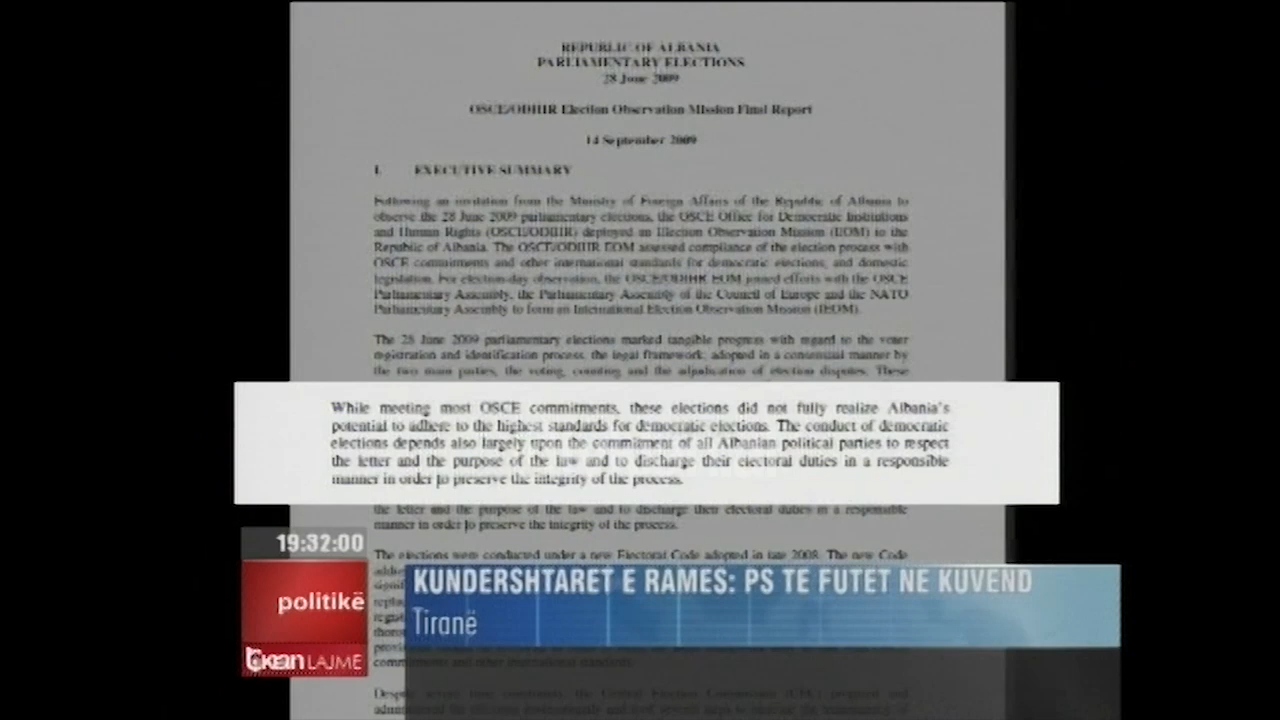 REPUBLIC OF ALBANIA
PARLIAMENTARY ELECTIONS
28 June 2009
OSCE/ODIHR Election Observation Mission Final Report
14 September 2009
I. EXECUTIVE SUMMARY
Following an invitation from the Ministry of Foreign Affairs of the Republic of Albania to
observe the 28 June 2009 parliamentary elections, the OSCE Office for Democratic Institutions
and Human Rights (OSCE/ODIHR) deployed an Election Observation Mission (EOM) to the
Republic of Albania. The OSCE/ODIHR EOM assessed compliance of the election process with
OSCE commitments and other international standards for democratic elections, and domestic
legislation. For election-day observation, the OSCE/ODIHR EOM joined efforts with the OSCE
Parliamentary Assembly, the Parliamentary Assembly of the Council of Europe and the NATO
Parliamentary Assembly to form an International Election Observation Mission (IEOM).
The 28 June 2009 parliamentary elections marked tangible progress with regard to the voter
registration and identification process, the legal framework, adopted in a consensual manner by
the two main parties, the voting, counting and the adjudication of election disputes. These
While meeting most OSCE commitments, these elections did not fully realize Albania's
potential to adhere to the highest standards for democratic elections. The conduct of democratic
elections depends also largely upon the commitment of all Albanian political parties to respect
the letter and the purpose of the law and to discharge their electoral duties in a responsible
manner in order to preserve the integrity of the process.
the letter and the purpose of the law and to discharge their electoral duties in a responsible
manner in order to preserve the integrity of the process.
The elections were conducted under a new Electoral Code adopted in late 2008. The new Code
19:32:00
politikë
LAJME
KUNDERSHTARET E RAMES: PS TE FUTET NE KUVEND
Tiranë
commitments and other international standards.